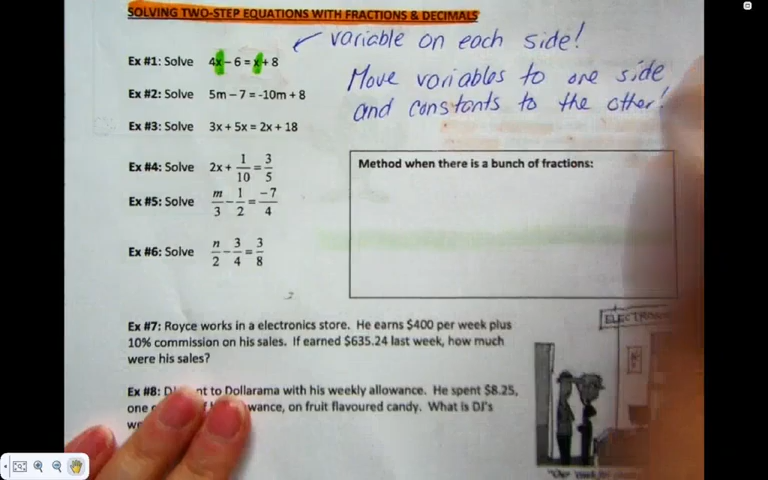 SOLVING TWO-STEP EQUATIONS WITH FRACTIONS & DECIMALS
variable on each side!
Ex #1: Solve 4x – 6 = x + 8
Move variables to one side
and constants to the other!
Ex #2: Solve 5m – 7 = -10m + 8
Ex #3: Solve 3x + 5x = 2x + 18
Ex #4: Solve 2x + 1/10 = 3/5
Ex #5: Solve m/3 – 1/2 = –7/4
Ex #6: Solve n/2 – 3/4 = 3/8
Method when there is a bunch of fractions:
Ex #7: Royce works in a electronics store. He earns $400 per week plus
10% commission on his sales. If earned $635.24 last week, how much
were his sales?
Ex #8: to Dollarama with his weekly allowance. He spent $8.25,
on fruit flavoured candy. What is DJ's